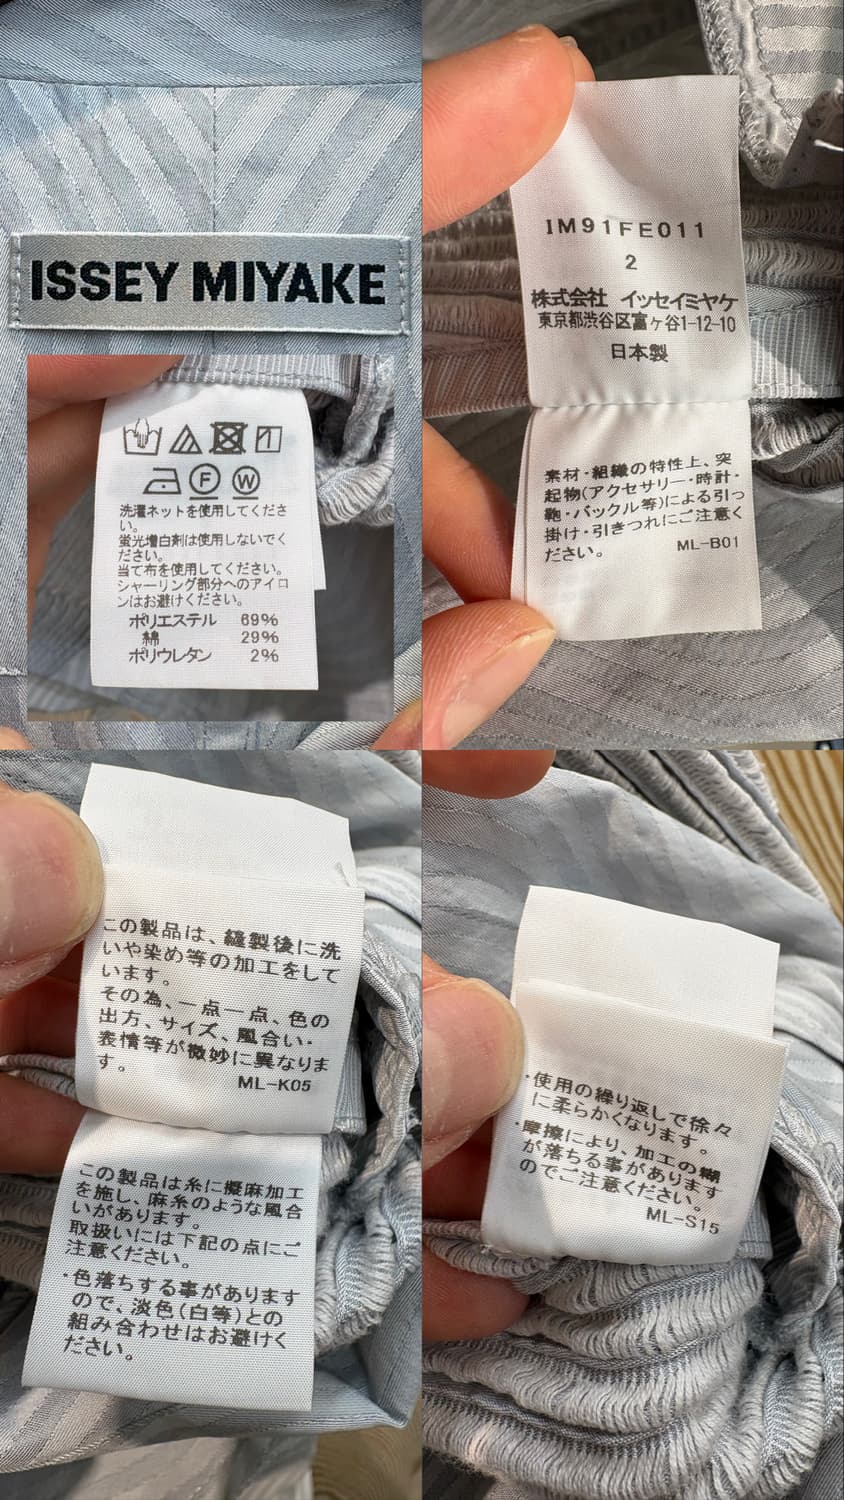 ISSEY MIYAKE
F W
洗濯ネットを使用してくださ
い。
蛍光増白剤は使用しないでく
ださい。
当て布を使用してください。
シャーリング部分へのアイロ
ンはお避けください。
ポリエステル 69%
綿 29%
ポリウレタン 2%
IM91FE011
2
株式会社 イッセイミヤケ
東京都渋谷区富ヶ谷1-12-10
日本製
素材・組織の特性上、突
起物(アクセサリー・時計・
鞄・バックル等)による引っ
掛け・引きつれにご注意く
ださい。
ML-B01
この製品は、縫製後に洗
いや染め等の加工をして
います。
その為、一点一点、色の
出方、サイズ、風合い・
表情等が微妙に異なりま
す。
ML-K05
この製品は糸に擬麻加工
を施し、麻糸のような風合
いがあります。
取扱いには下記の点にご
注意ください。
・色落ちする事があります
ので、淡色(白等)との
組み合わせはお避けく
ださい。
・使用の繰り返しで徐々
に柔らかくなります。
・摩擦により、加工の糊
が落ちる事があります
のでご注意ください。
ML-S15